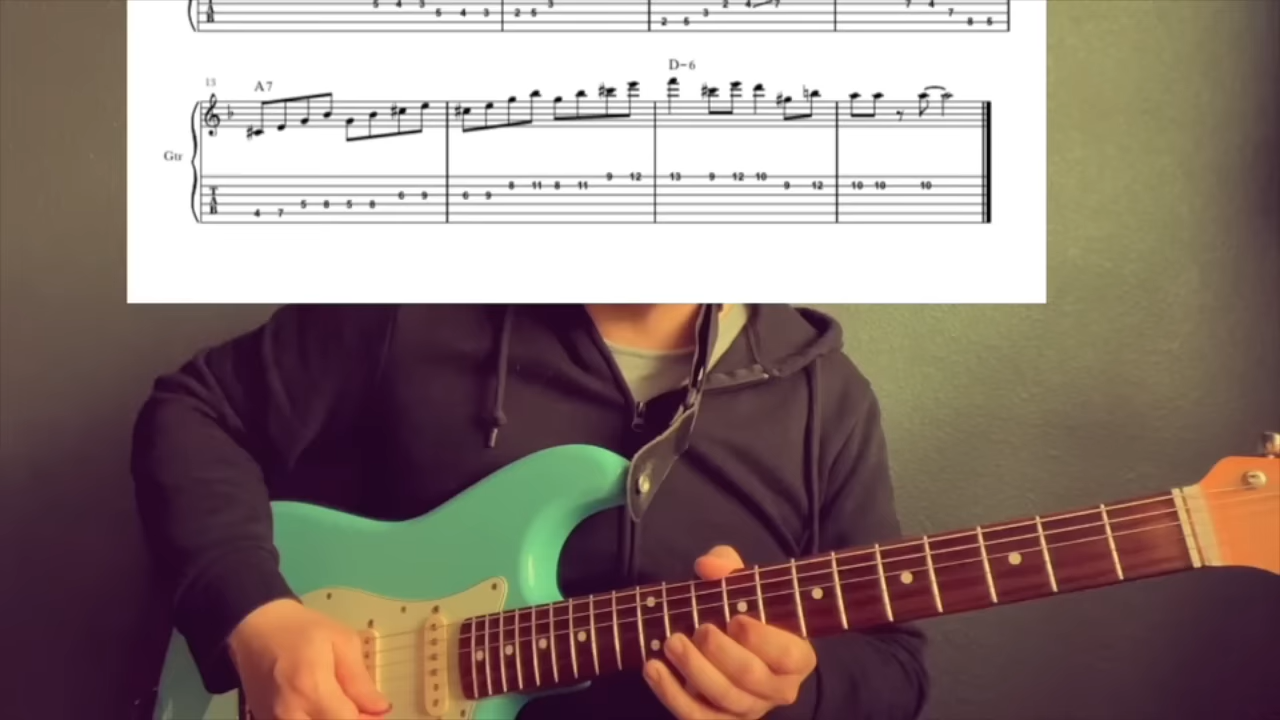 5 4 3 5 4 3 2 5 3 2 5 3 2 4 7 7 4 7 8 5
13 A7 D-6
Gtr
4 7 5 8 5 8 6 9 6 9 8 11 8 11 9 12 13 9 12 10 9 12 10 10 10